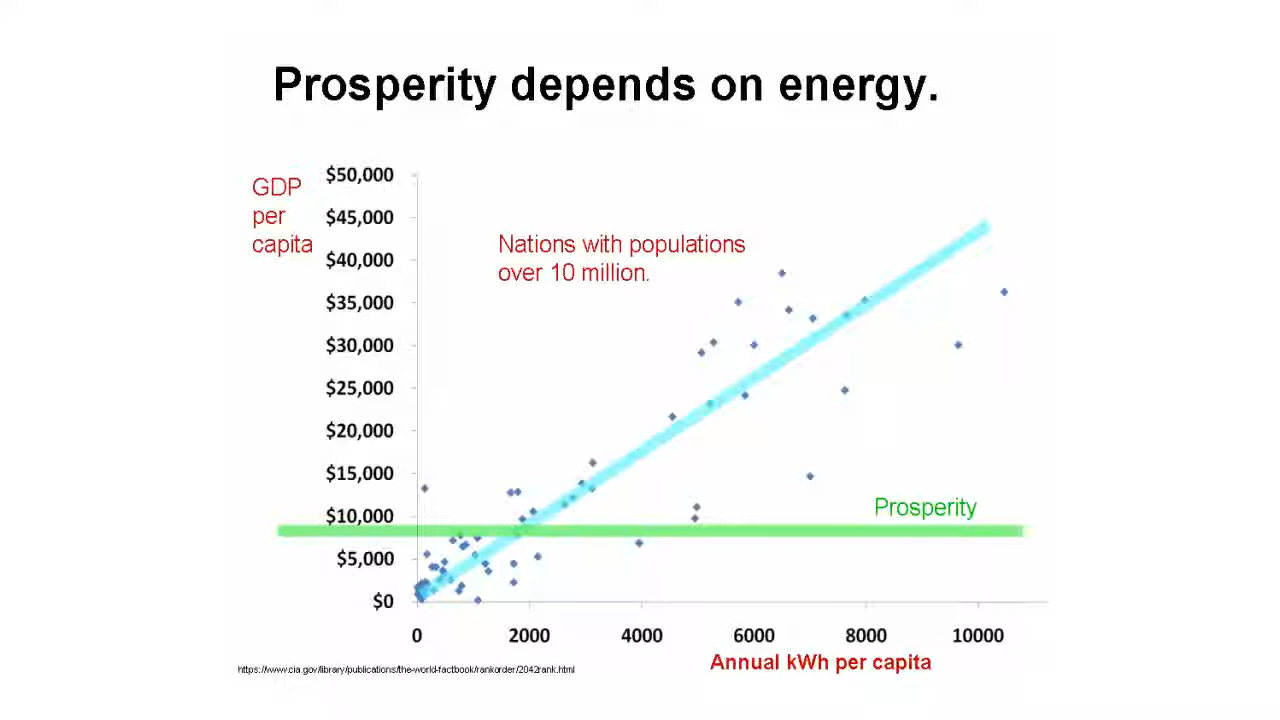 Prosperity depends on energy.
GDP
per
capita
$50,000
$45,000
$40,000
$35,000
$30,000
$25,000
$20,000
$15,000
$10,000
$5,000
$0
Nations with populations
over 10 million.
Prosperity
0 2000 4000 6000 8000 10000
Annual kWh per capita
https://www.cia.gov/library/publications/the-world-factbook/rankorder/2042rank.html